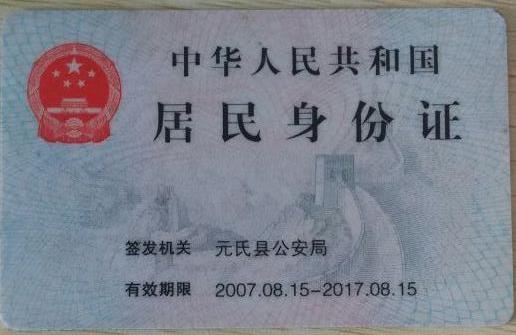 中华人民共和国
居民身份证
签发机关 元氏县公安局
有效期限 2007.08.15-2017.08.15